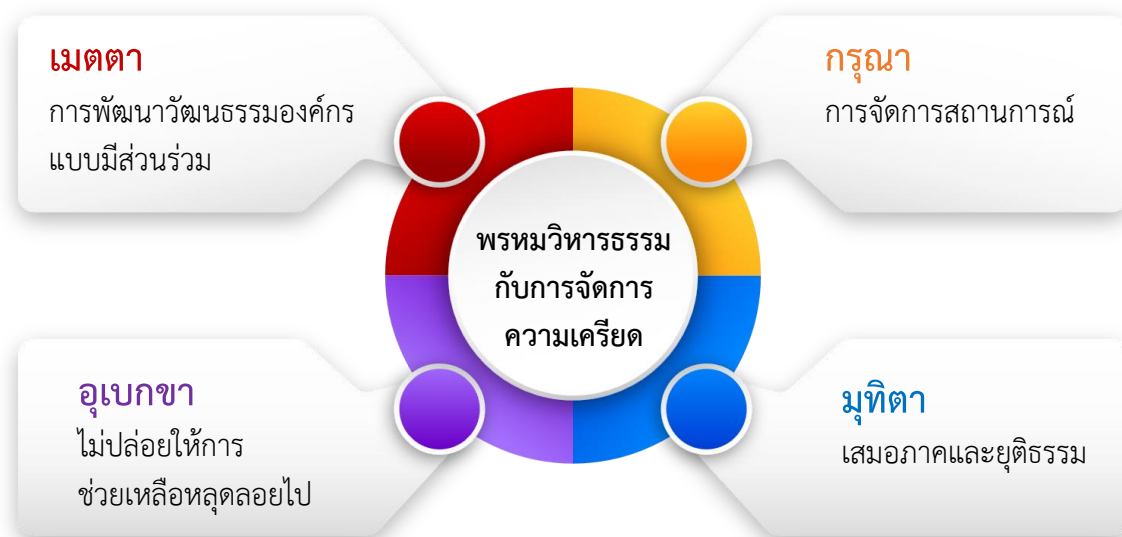 เมตตา
การพัฒนาวัฒนธรรมองค์กร
แบบมีส่วนร่วม
กรุณา
การจัดการสถานการณ์
พรหมวิหารธรรม
กับการจัดการ
ความเครียด
อุเบกขา
ไม่ปล่อยให้การ
ช่วยเหลือหลุดลอยไป
มุทิตา
เสมอภาคและยุติธรรม